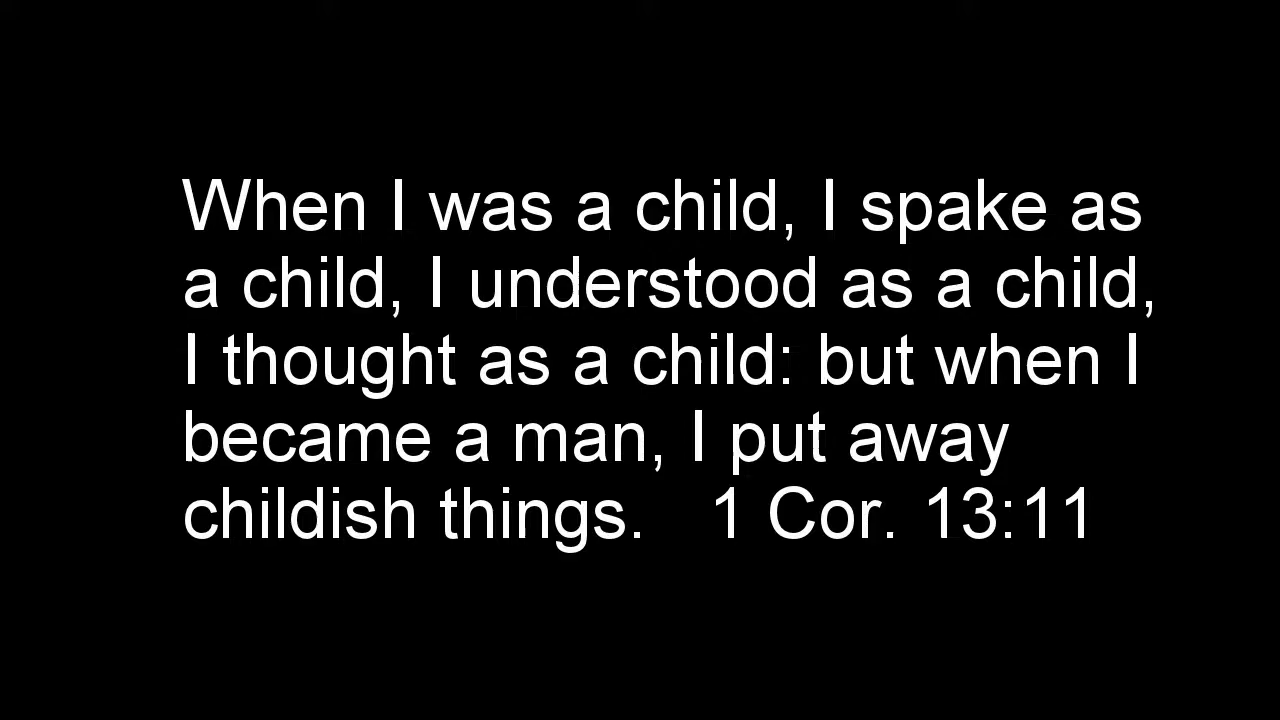 When I was a child, I spake as
a child, I understood as a child,
I thought as a child: but when I
became a man, I put away
childish things.   1 Cor. 13:11